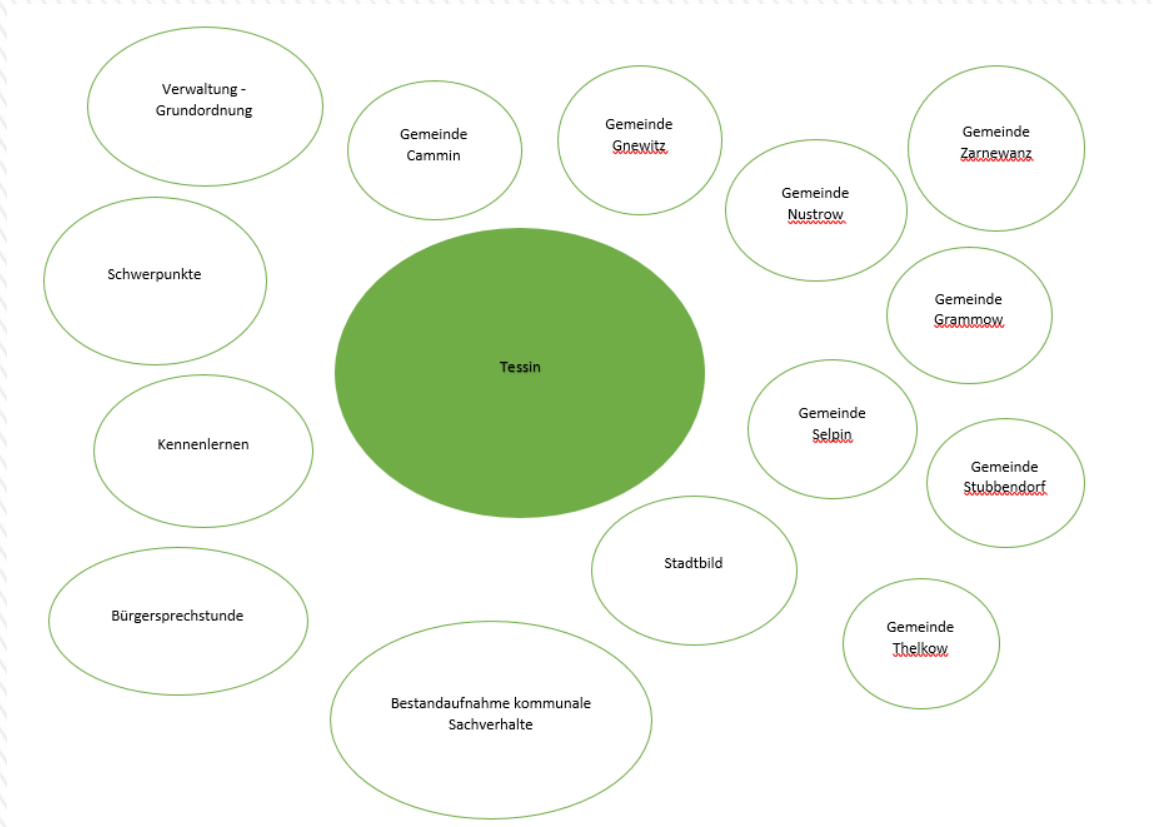 Verwaltung -
Grundordnung
Gemeinde
Cammin
Gemeinde
Gnewitz
Gemeinde
Nustrow
Gemeinde
Zarnewanz
Schwerpunkte
Gemeinde
Grammow
Tessin
Kennenlernen
Gemeinde
Selpin
Gemeinde
Stubbendorf
Stadtbild
Bürgersprechstunde
Gemeinde
Thelkow
Bestandaufnahme kommunale
Sachverhalte